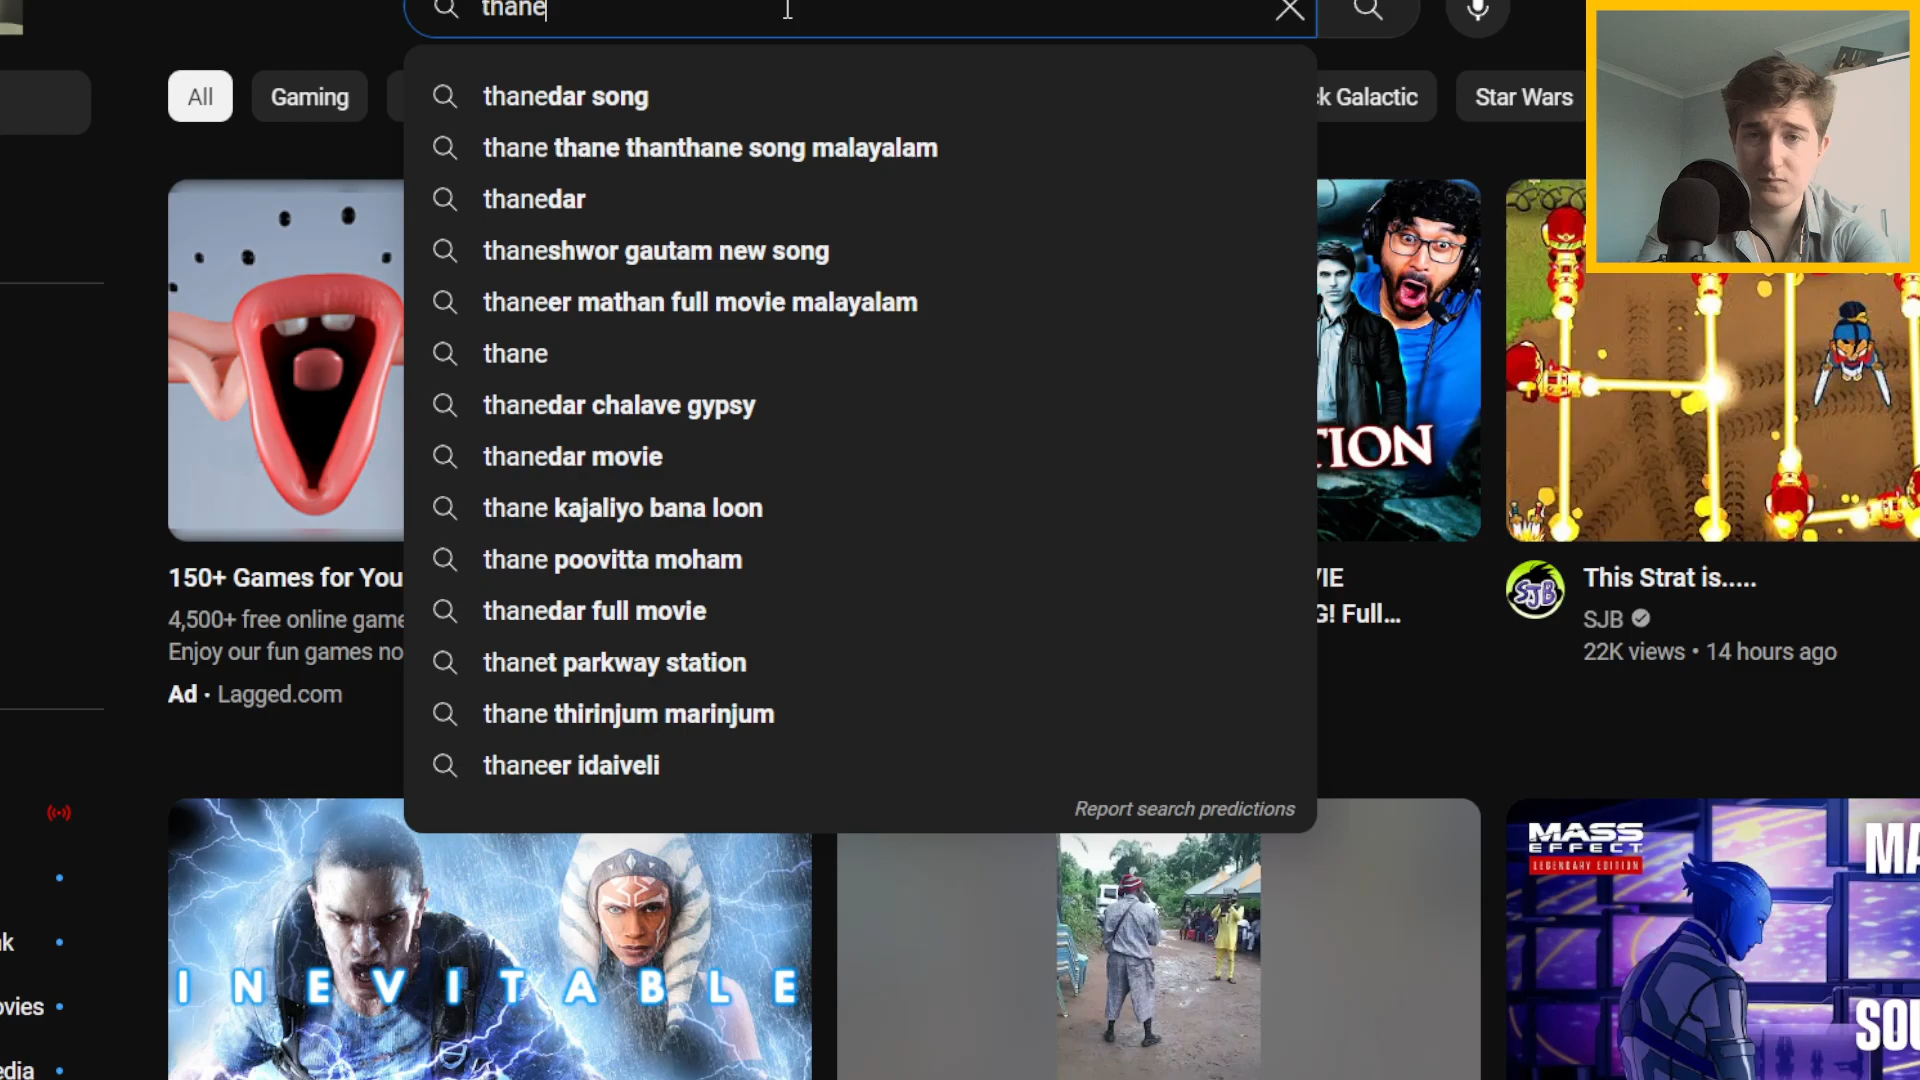 thane
All
Gaming
k Galactic
Star Wars
thanedar song
thane thane thanthane song malayalam
thanedar
thaneshwor gautam new song
thaneer mathan full movie malayalam
thane
thanedar chalave gypsy
thanedar movie
thane kajaliyo bana loon
thane poovitta moham
thanedar full movie
thanet parkway station
thane thirinjum marinjum
thaneer idaiveli
Report search predictions
TION
150+ Games for You
4,500+ free online game
Enjoy our fun games no
Ad · Lagged.com
VIE
G! Full...
SJB
This Strat is.....
SJB
22K views • 14 hours ago
k
ovies
edia
INEVITABLE
MASS
EFFECT
LEGENDARY EDITION
MA
SOU